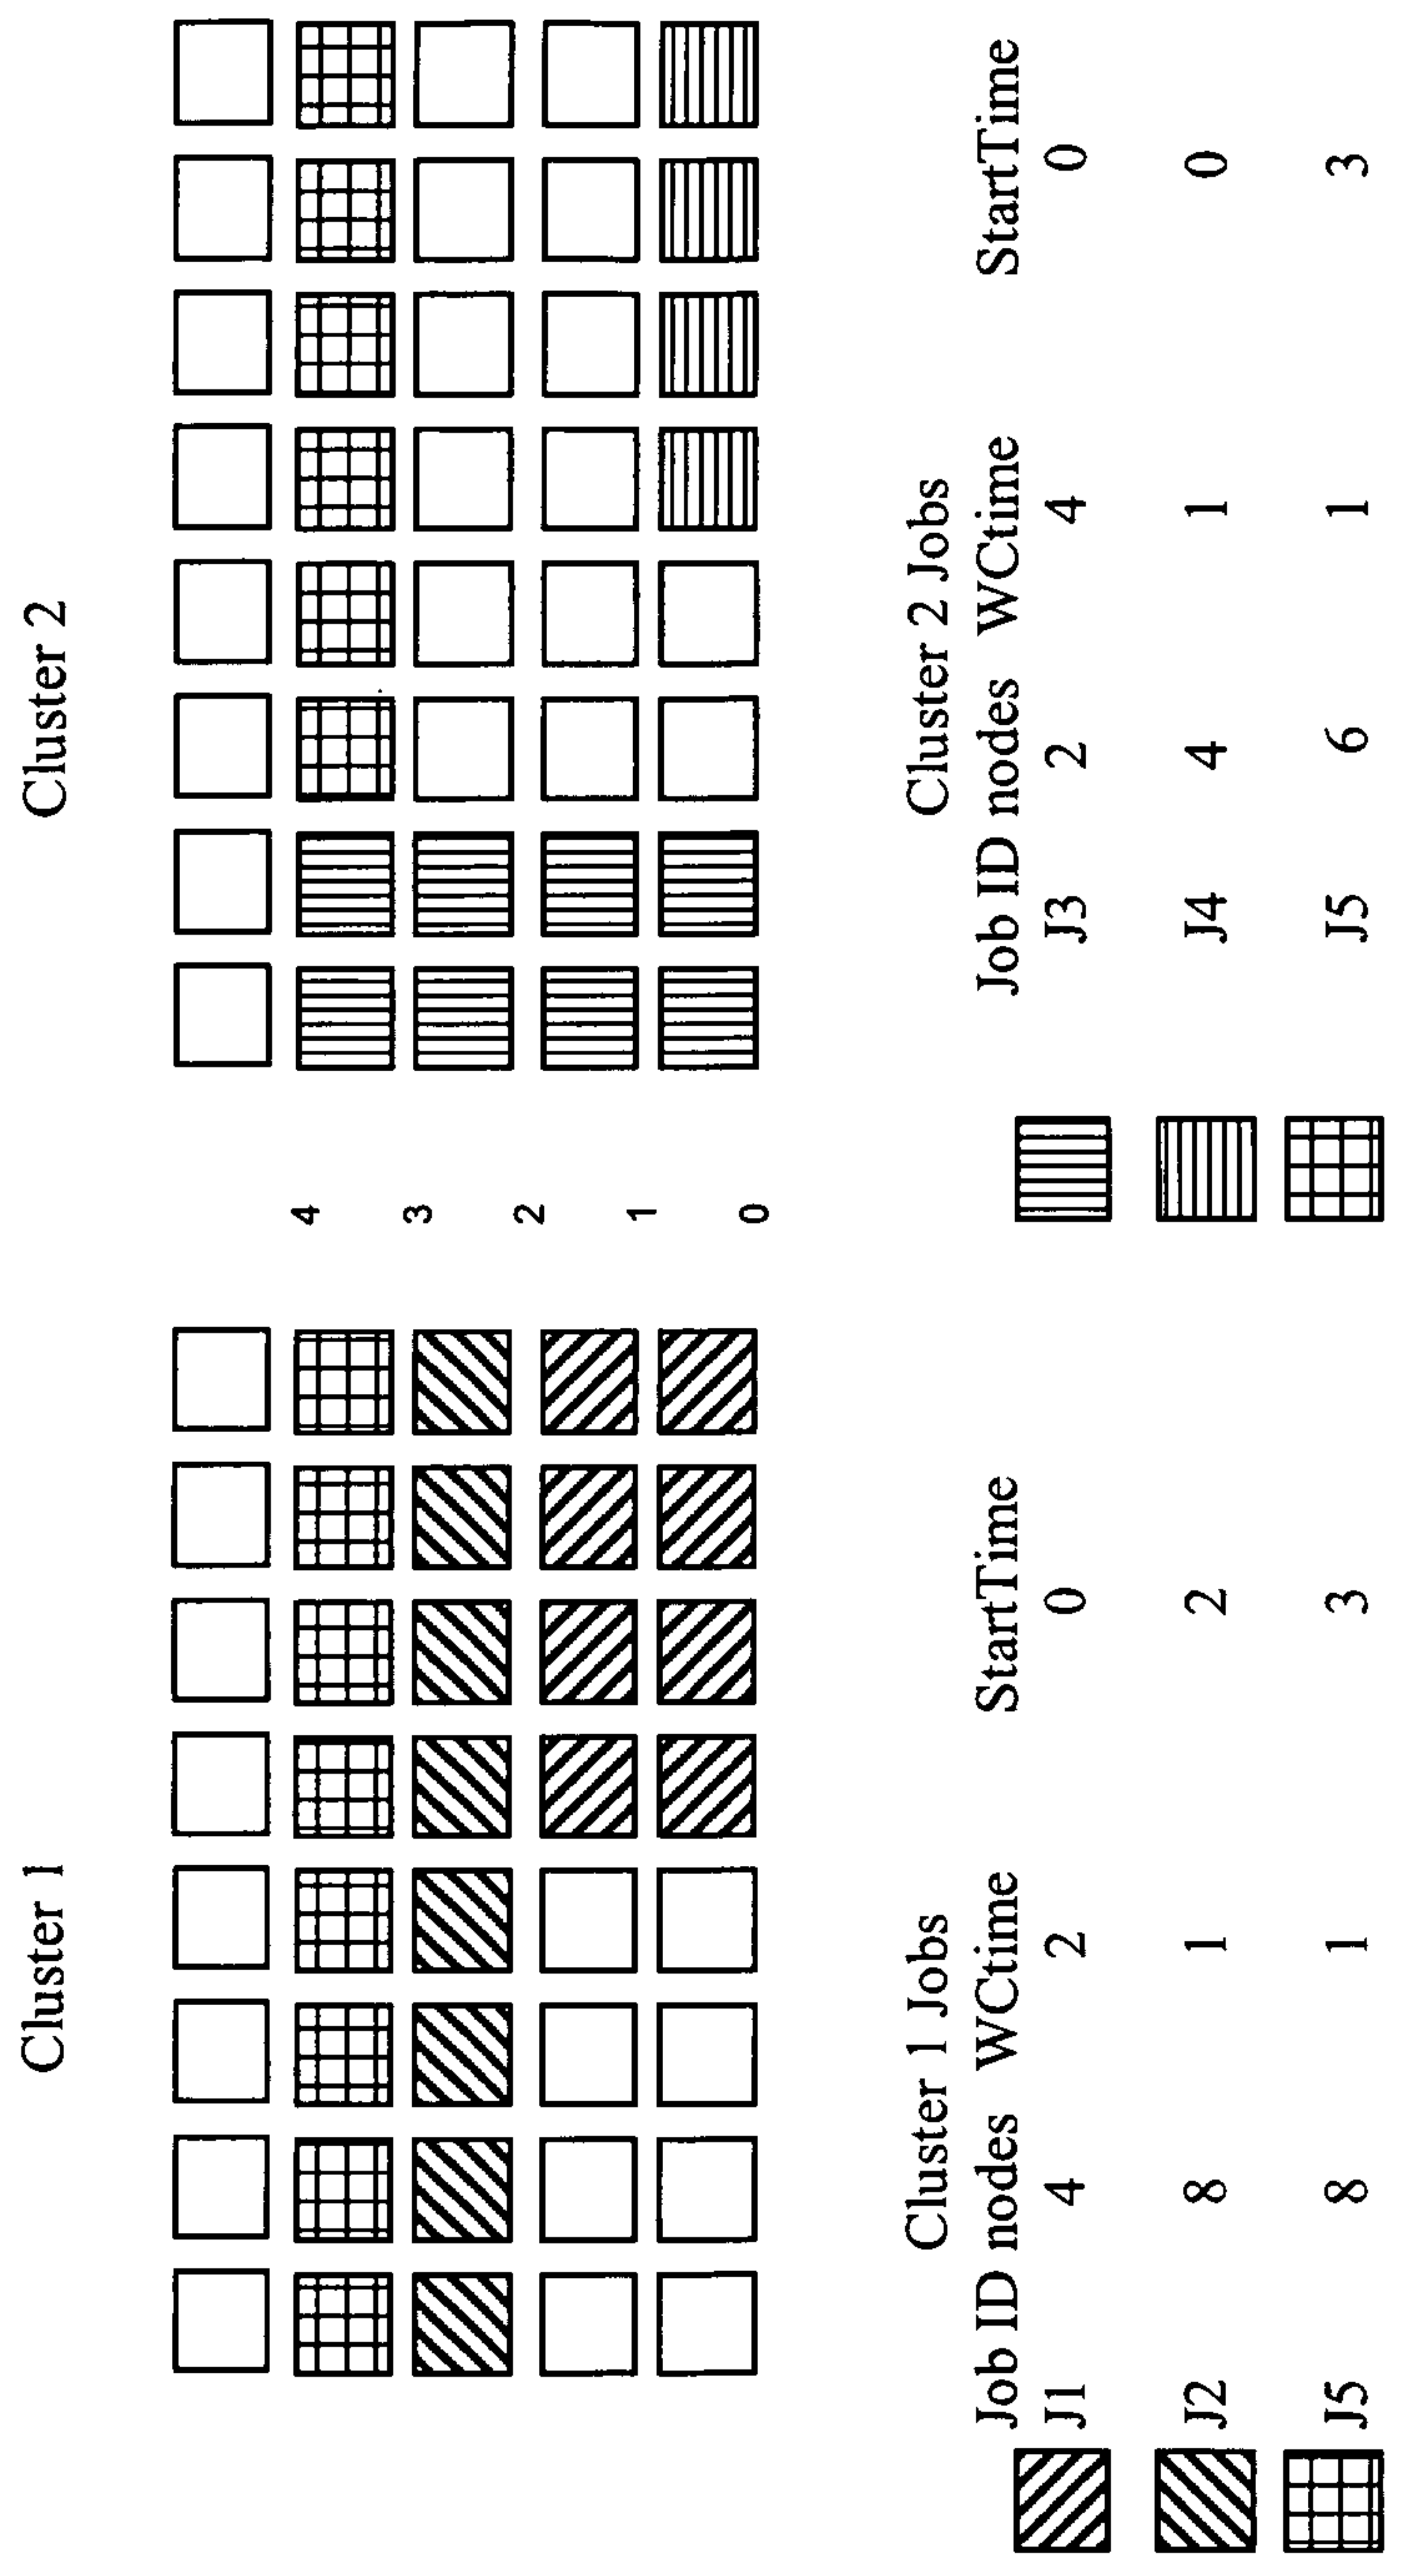 Cluster 1
Cluster 2
4
3
2
1
0
Cluster 1 Jobs
Job ID nodes WCtime StartTime
J1 4 2 0
J2 8 1 2
J5 8 1 3
Cluster 2 Jobs
Job ID nodes WCtime StartTime
J3 2 4 0
J4 4 1 0
J5 6 1 3